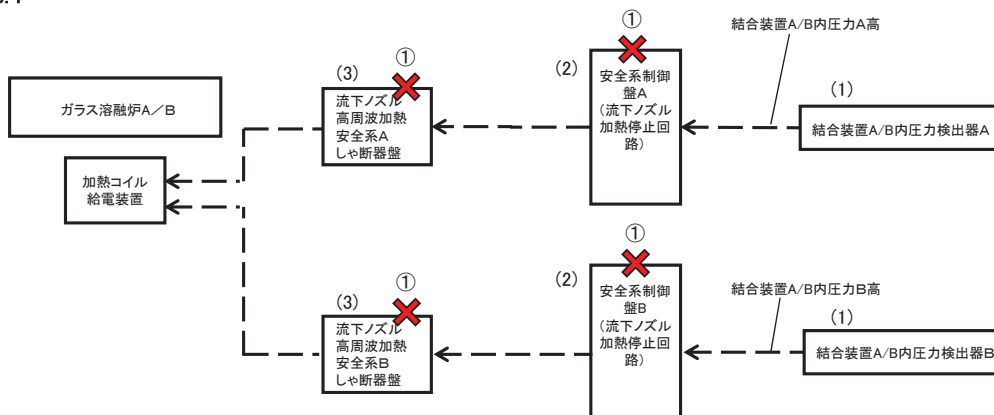 ①
①
結合装置A/B内圧力A高
(3)
(2)
(1)
ガラス溶融炉A／B
流下ノズル
高周波加熱
安全系A
しゃ断器盤
安全系制御
盤A
(流下ノズル
加熱停止回
路)
結合装置A/B内圧力検出器A
加熱コイル
給電装置
①
①
結合装置A/B内圧力B高
(3)
(2)
(1)
流下ノズル
高周波加熱
安全系B
しゃ断器盤
安全系制御
盤B
(流下ノズル
加熱停止回
路)
結合装置A/B内圧力検出器B